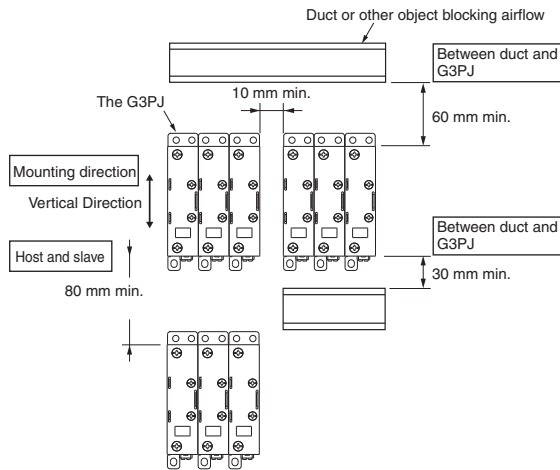 Duct or other object blocking airflow
Between duct and
G3PJ
10 mm min.
The G3PJ
60 mm min.
Mounting direction
Vertical Direction
Between duct and
G3PJ
Host and slave
30 mm min.
80 mm min.